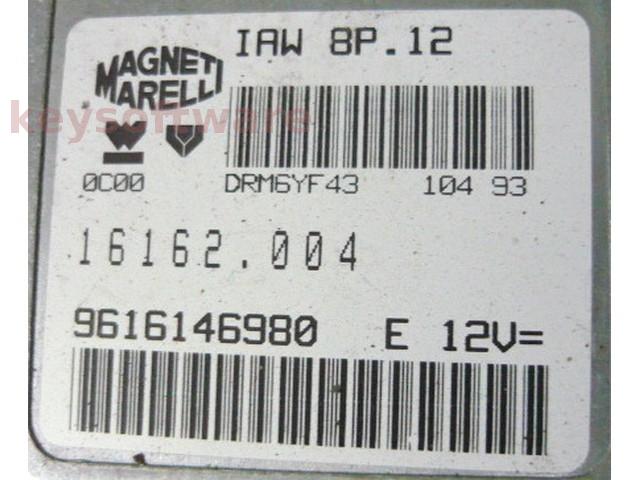 IAW 8P.12
MAGNETI
MARELLI
keysoftware
0C00 DRM6YF43 104 93
16162.004
9616146980 E 12V=